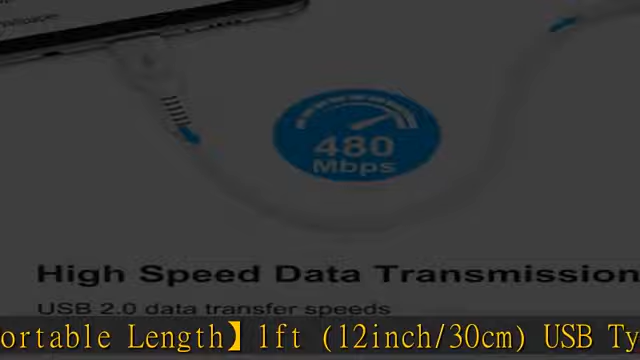 480
Mbps
High Speed Data Transmission
USB 2.0 data transfer speeds
ortable Length】1ft (12inch/30cm) USB Ty